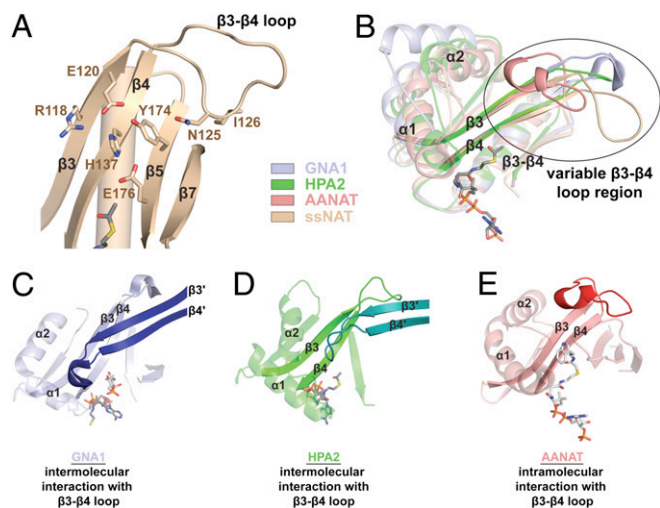 A
β3-β4 loop
E120
β4
R118
Y174
I126
N125
β3
H137
β5
E176
β7
GNA1
HPA2
AANAT
ssNAT
B
α2
α1
β3
β4
β3-β4
variable β3-β4
loop region
C
β3'
β4'
β3
β4
α2
α1
GNA1
intermolecular
interaction with
β3-β4 loop
D
β3'
β4'
α2
β3
β4
α1
HPA2
intermolecular
interaction with
β3-β4 loop
E
α2
β3
β4
α1
AANAT
intramolecular
interaction with
β3-β4 loop